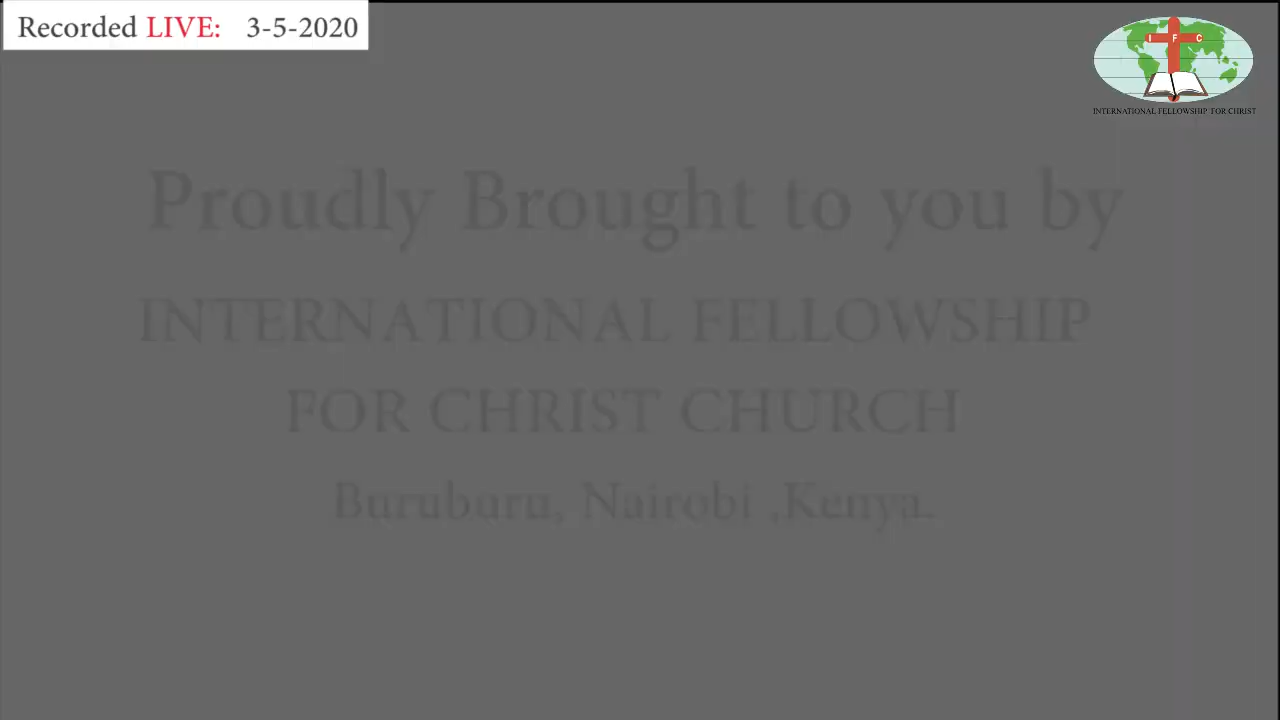 Recorded LIVE: 3-5-2020
I F C
INTERNATIONAL FELLOWSHIP FOR CHRIST
Proudly Brought to you by
INTERNATIONAL FELLOWSHIP
FOR CHRIST CHURCH
Buruburu, Nairobi ,Kenya.